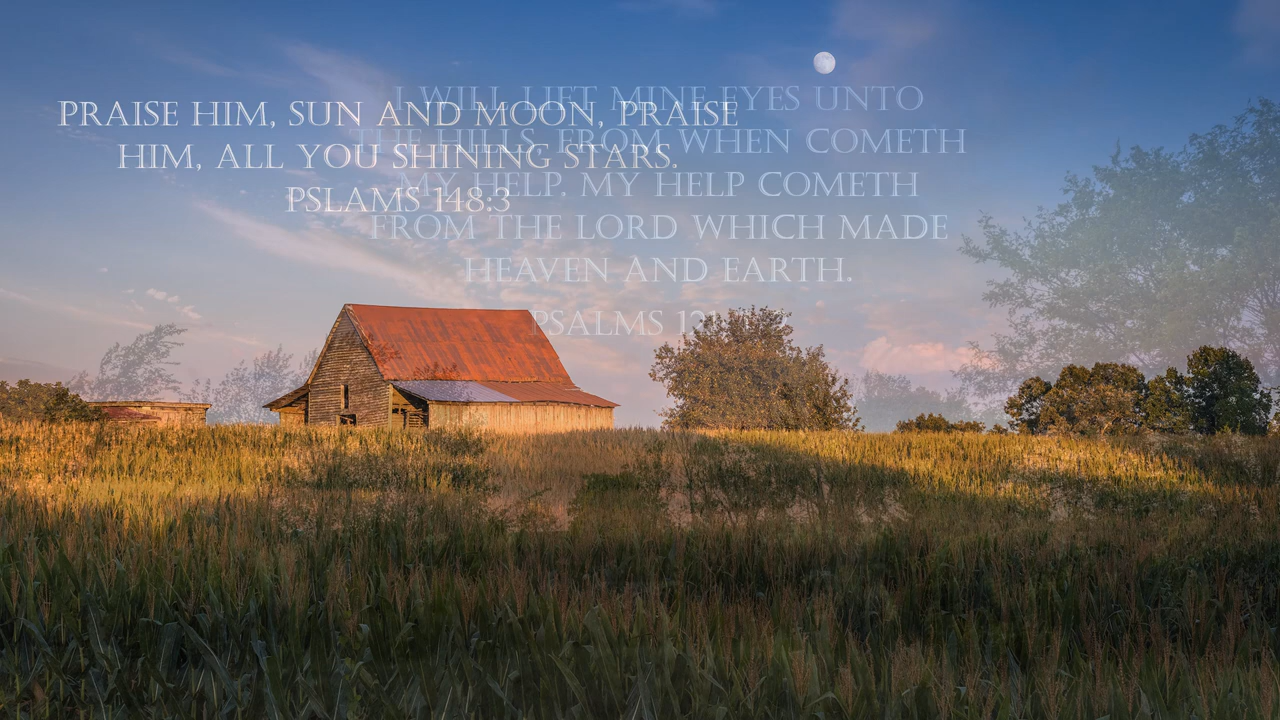 PRAISE HIM, SUN AND MOON, PRAISE
HIM, ALL YOU SHINING STARS.
PSLAMS 148:3
I WILL LIFT MINE EYES UNTO
THE HILLS, FROM WHEN COMETH
MY HELP. MY HELP COMETH
FROM THE LORD WHICH MADE
HEAVEN AND EARTH.
PSALMS